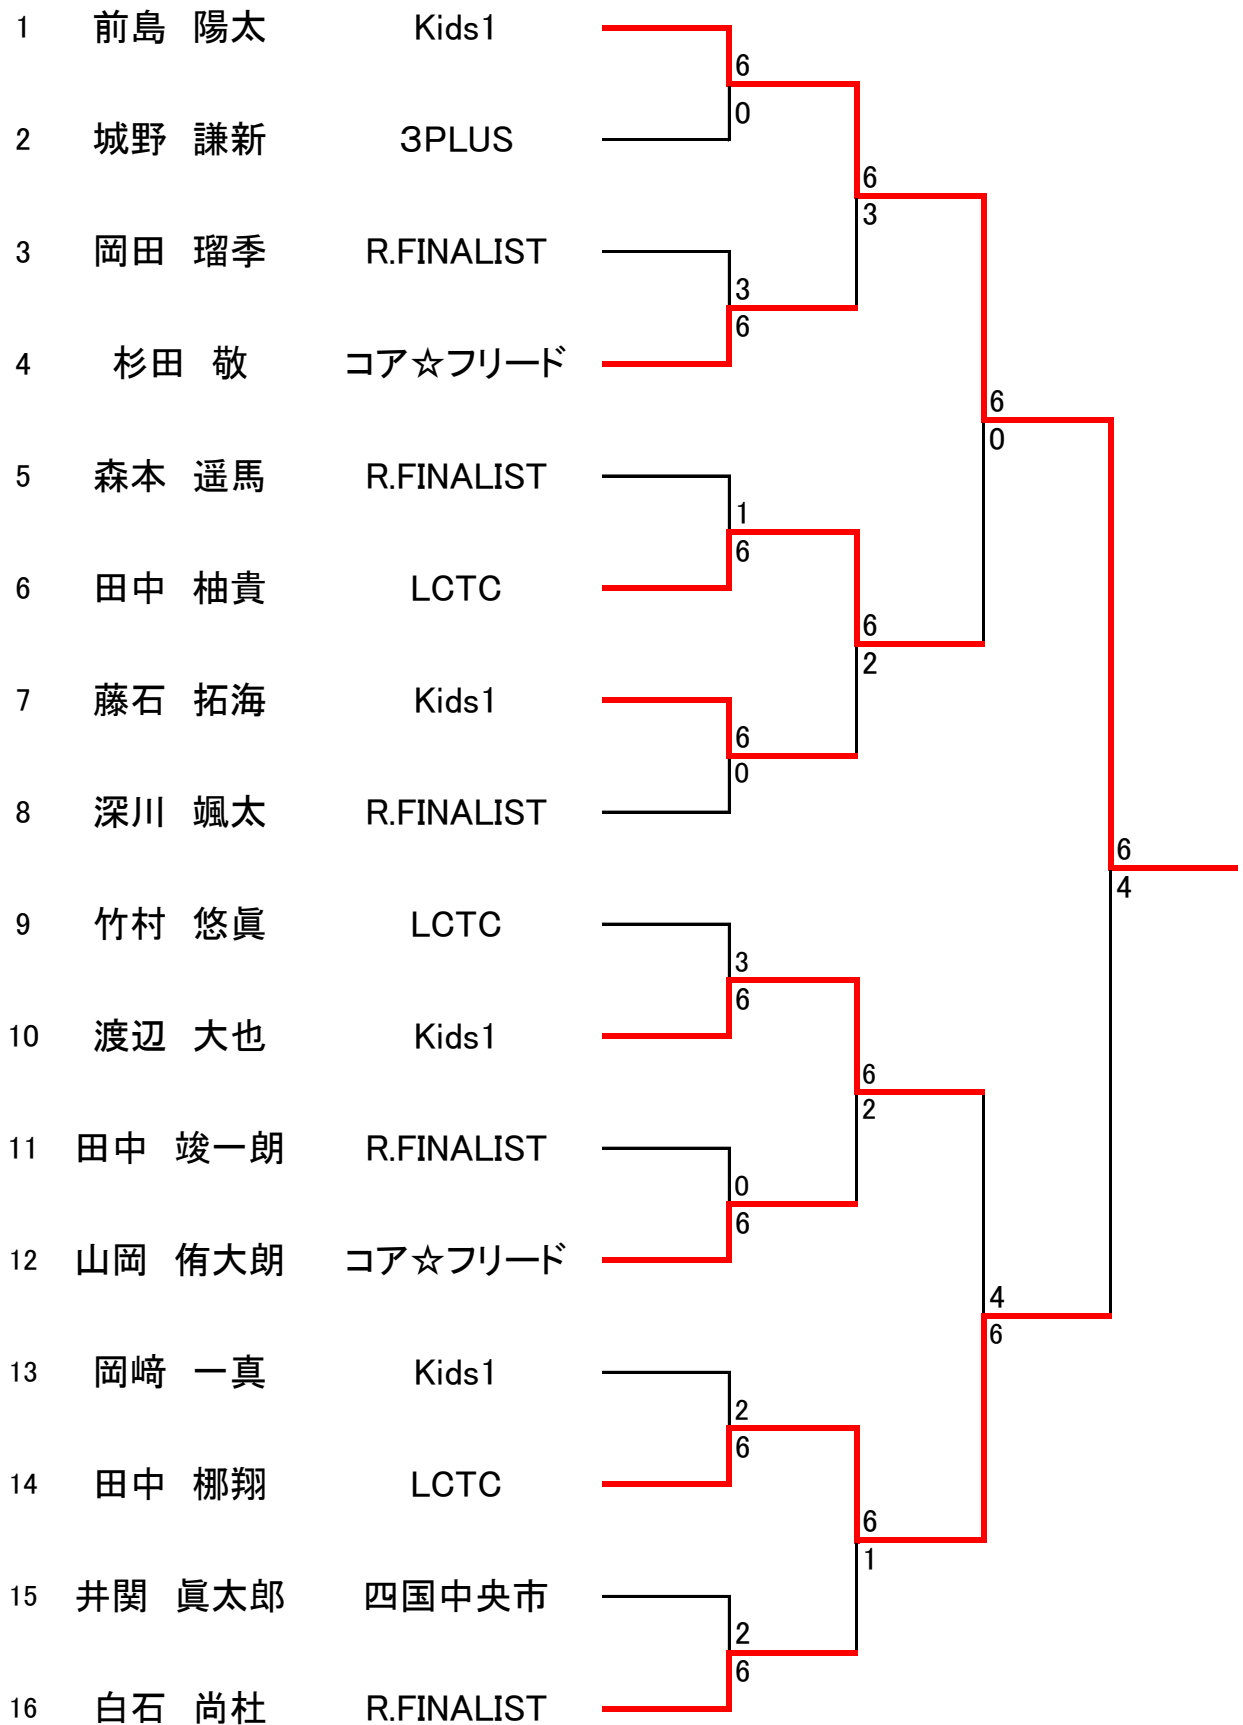 1 前島 陽太 Kids1
6
0
2 城野 謙新 3PLUS
6
3
3 岡田 瑠季 R.FINALIST
3
6
4 杉田 敬 コア☆フリード
6
0
5 森本 遥馬 R.FINALIST
1
6
6 田中 柚貴 LCTC
6
2
7 藤石 拓海 Kids1
6
0
8 深川 颯太 R.FINALIST
6
4
9 竹村 悠眞 LCTC
3
6
10 渡辺 大也 Kids1
6
2
11 田中 竣一朗 R.FINALIST
0
6
12 山岡 侑大朗 コア☆フリード
4
6
13 岡﨑 一真 Kids1
2
6
14 田中 梛翔 LCTC
6
1
15 井関 眞太郎 四国中央市
2
6
16 白石 尚杜 R.FINALIST